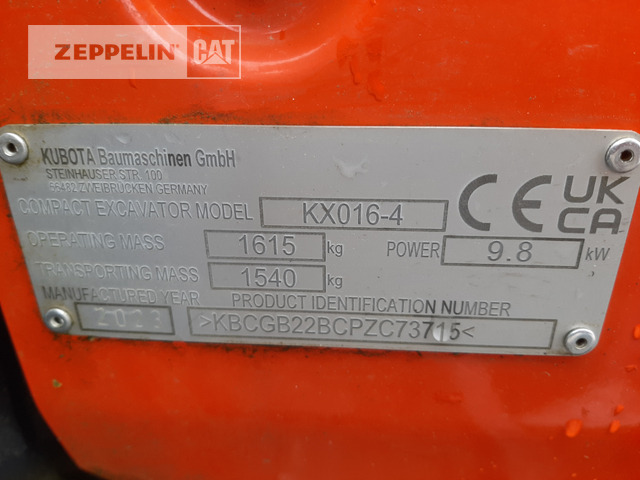 ZEPPELIN CAT
KUBOTA Baumaschinen GmbH
STEINHAUSER STR. 100
66482/ZWEIBRÜCKEN GERMANY
COMPACT EXCAVATOR MODEL KX016-4
OPERATING MASS 1615 kg POWER 9.8 kW
TRANSPORTING MASS 1540 kg
MANUFACTURED YEAR PRODUCT IDENTIFICATION NUMBER
2023 >KBCGB22BCPZC73715<
CE UK
CA